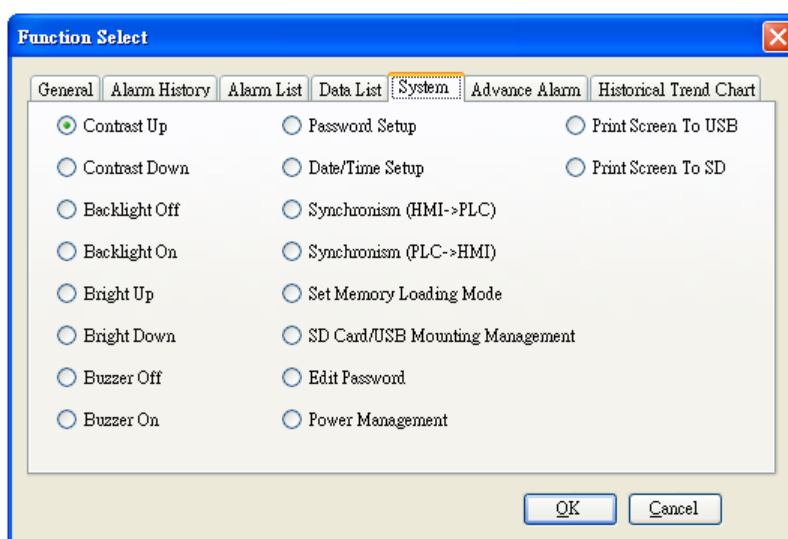 Function Select
General Alarm History Alarm List Data List System Advance Alarm Historical Trend Chart
Contrast Up Password Setup Print Screen To USB
Contrast Down Date/Time Setup Print Screen To SD
Backlight Off Synchronism (HMI->PLC)
Backlight On Synchronism (PLC->HMI)
Bright Up Set Memory Loading Mode
Bright Down SD Card/USB Mounting Management
Buzzer Off Edit Password
Buzzer On Power Management
OK Cancel